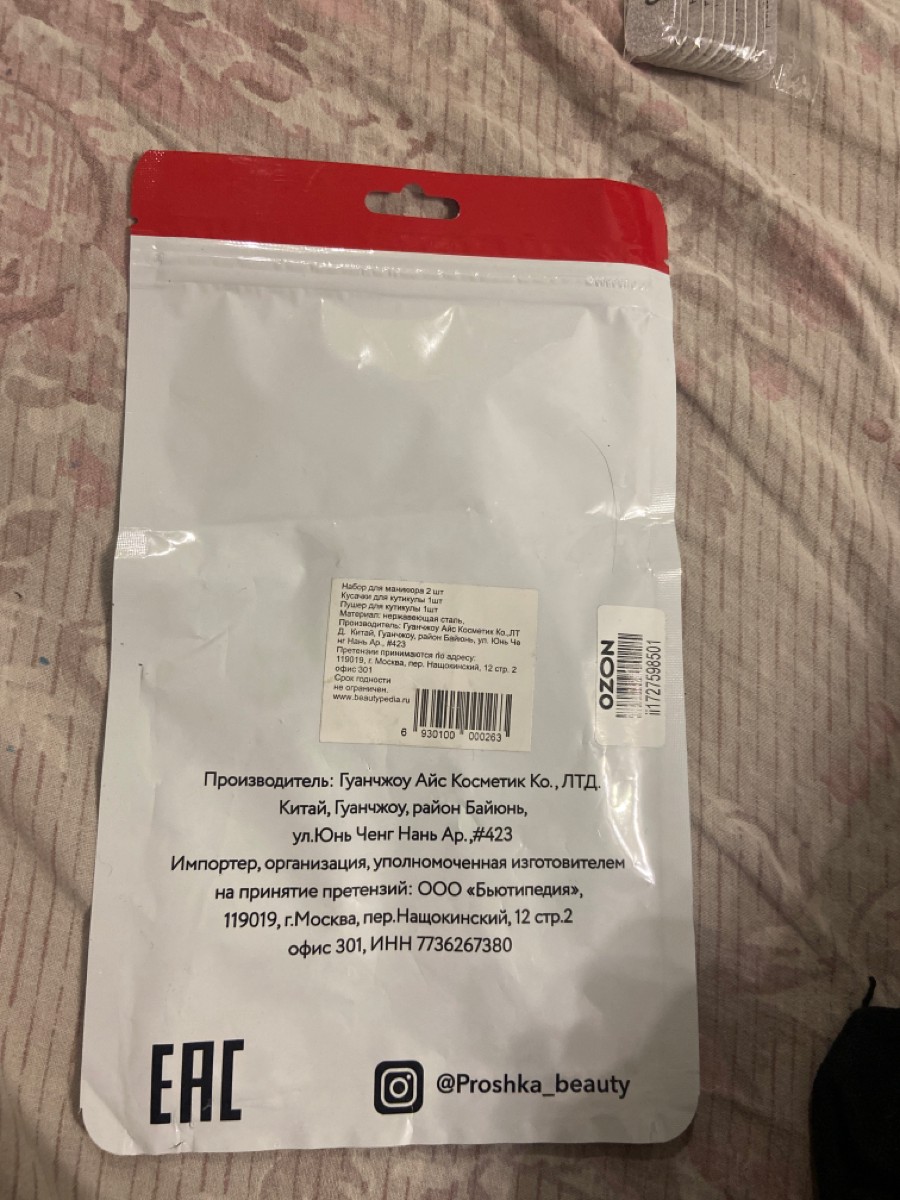 Набор для маникюра 2 шт
Кусачки для кутикулы 1шт
Пушер для кутикулы 1шт
Материал: нержавеющая сталь,
Производитель: Гуанчжоу Айс Косметик Ко.,ЛТ
Д. Китай, Гуанчжоу, район Байюнь, ул. Юнь Че
нг Нань Ар., #423
Претензии принимаются по адресу:
119019, г. Москва, пер. Нащокинский, 12 стр. 2
офис 301
Срок годности
не ограничен.
www.beautypedia.ru
6 930100 000263
OZON
ii1727598501
Производитель: Гуанчжоу Айс Косметик Ко., ЛТД.
Китай, Гуанчжоу, район Байюнь,
ул.Юнь Ченг Нань Ар.,#423
Импортер, организация, уполномоченная изготовителем
на принятие претензий: ООО «Бьютипедия»,
119019, г.Москва, пер.Нащокинский, 12 стр.2
офис 301, ИНН 7736267380
EAC
@Proshka_beauty